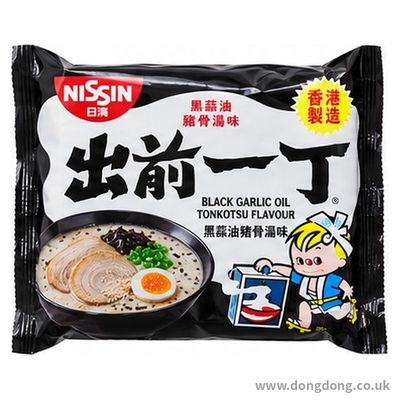 NISSIN
日清
黑蒜油
豬骨湯味
香港
製造
出前一丁
®
BLACK GARLIC OIL
TONKOTSU FLAVOUR
黑蒜油豬骨湯味
www.dongdong.co.uk